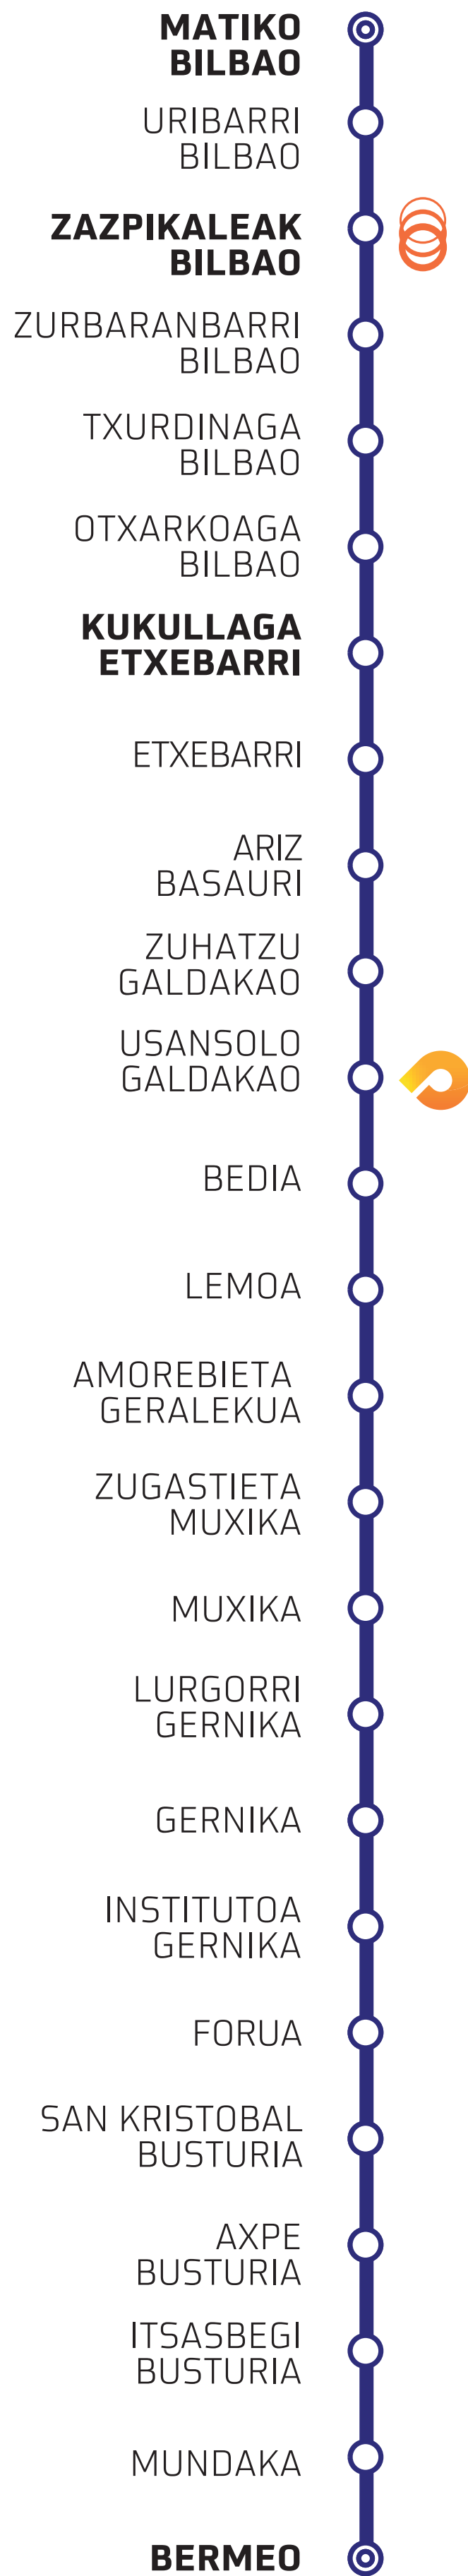 MATIKO
BILBAO
URIBARRI
BILBAO
ZAZPIKALEAK
BILBAO
ZURBARANBARRI
BILBAO
TXURDINAGA
BILBAO
OTXARKOAGA
BILBAO
KUKULLAGA
ETXEBARRI
ETXEBARRI
ARIZ
BASAURI
ZUHATZU
GALDAKAO
USANSOLO
GALDAKAO
BEDIA
LEMOA
AMOREBIETA
GERALEKUA
ZUGASTIETA
MUXIKA
MUXIKA
LURGORRI
GERNIKA
GERNIKA
INSTITUTOA
GERNIKA
FORUA
SAN KRISTOBAL
BUSTURIA
AXPE
BUSTURIA
ITSASBEGI
BUSTURIA
MUNDAKA
BERMEO